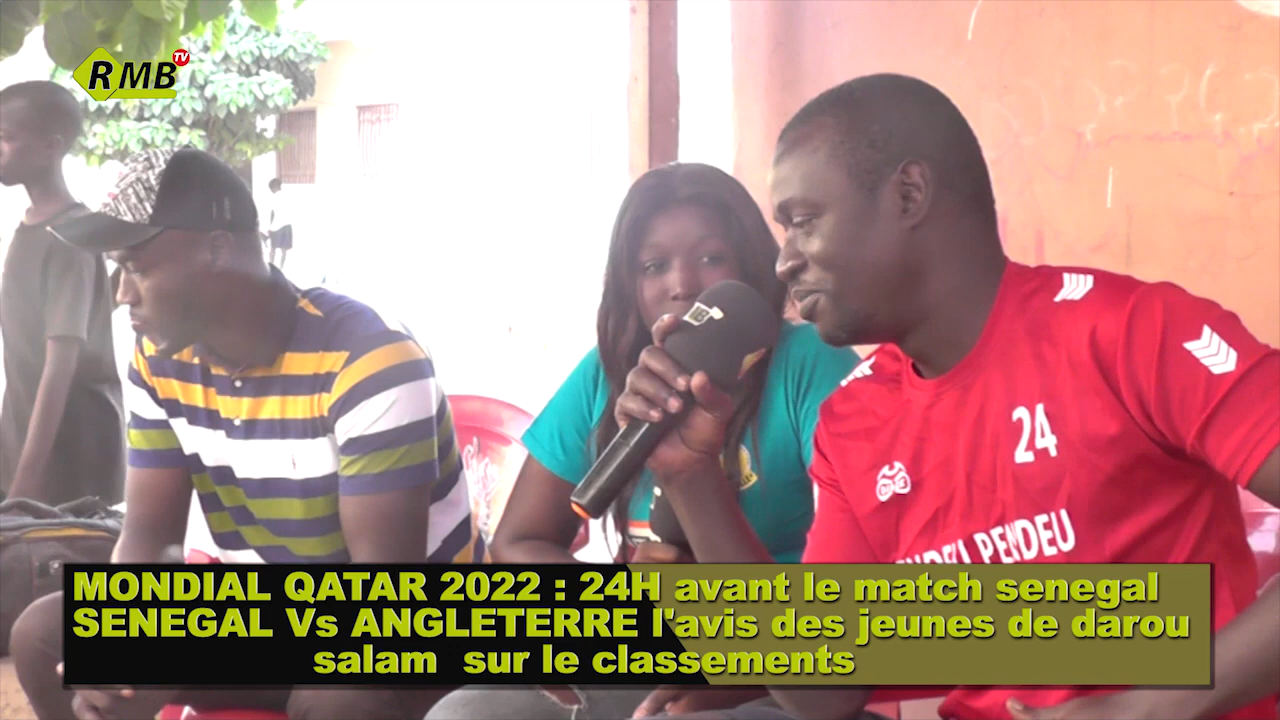 RMB TV
MB
24
PENDEU
MONDIAL QATAR 2022 : 24H avant le match senegal
SENEGAL Vs ANGLETERRE l'avis des jeunes de darou
salam sur le classements